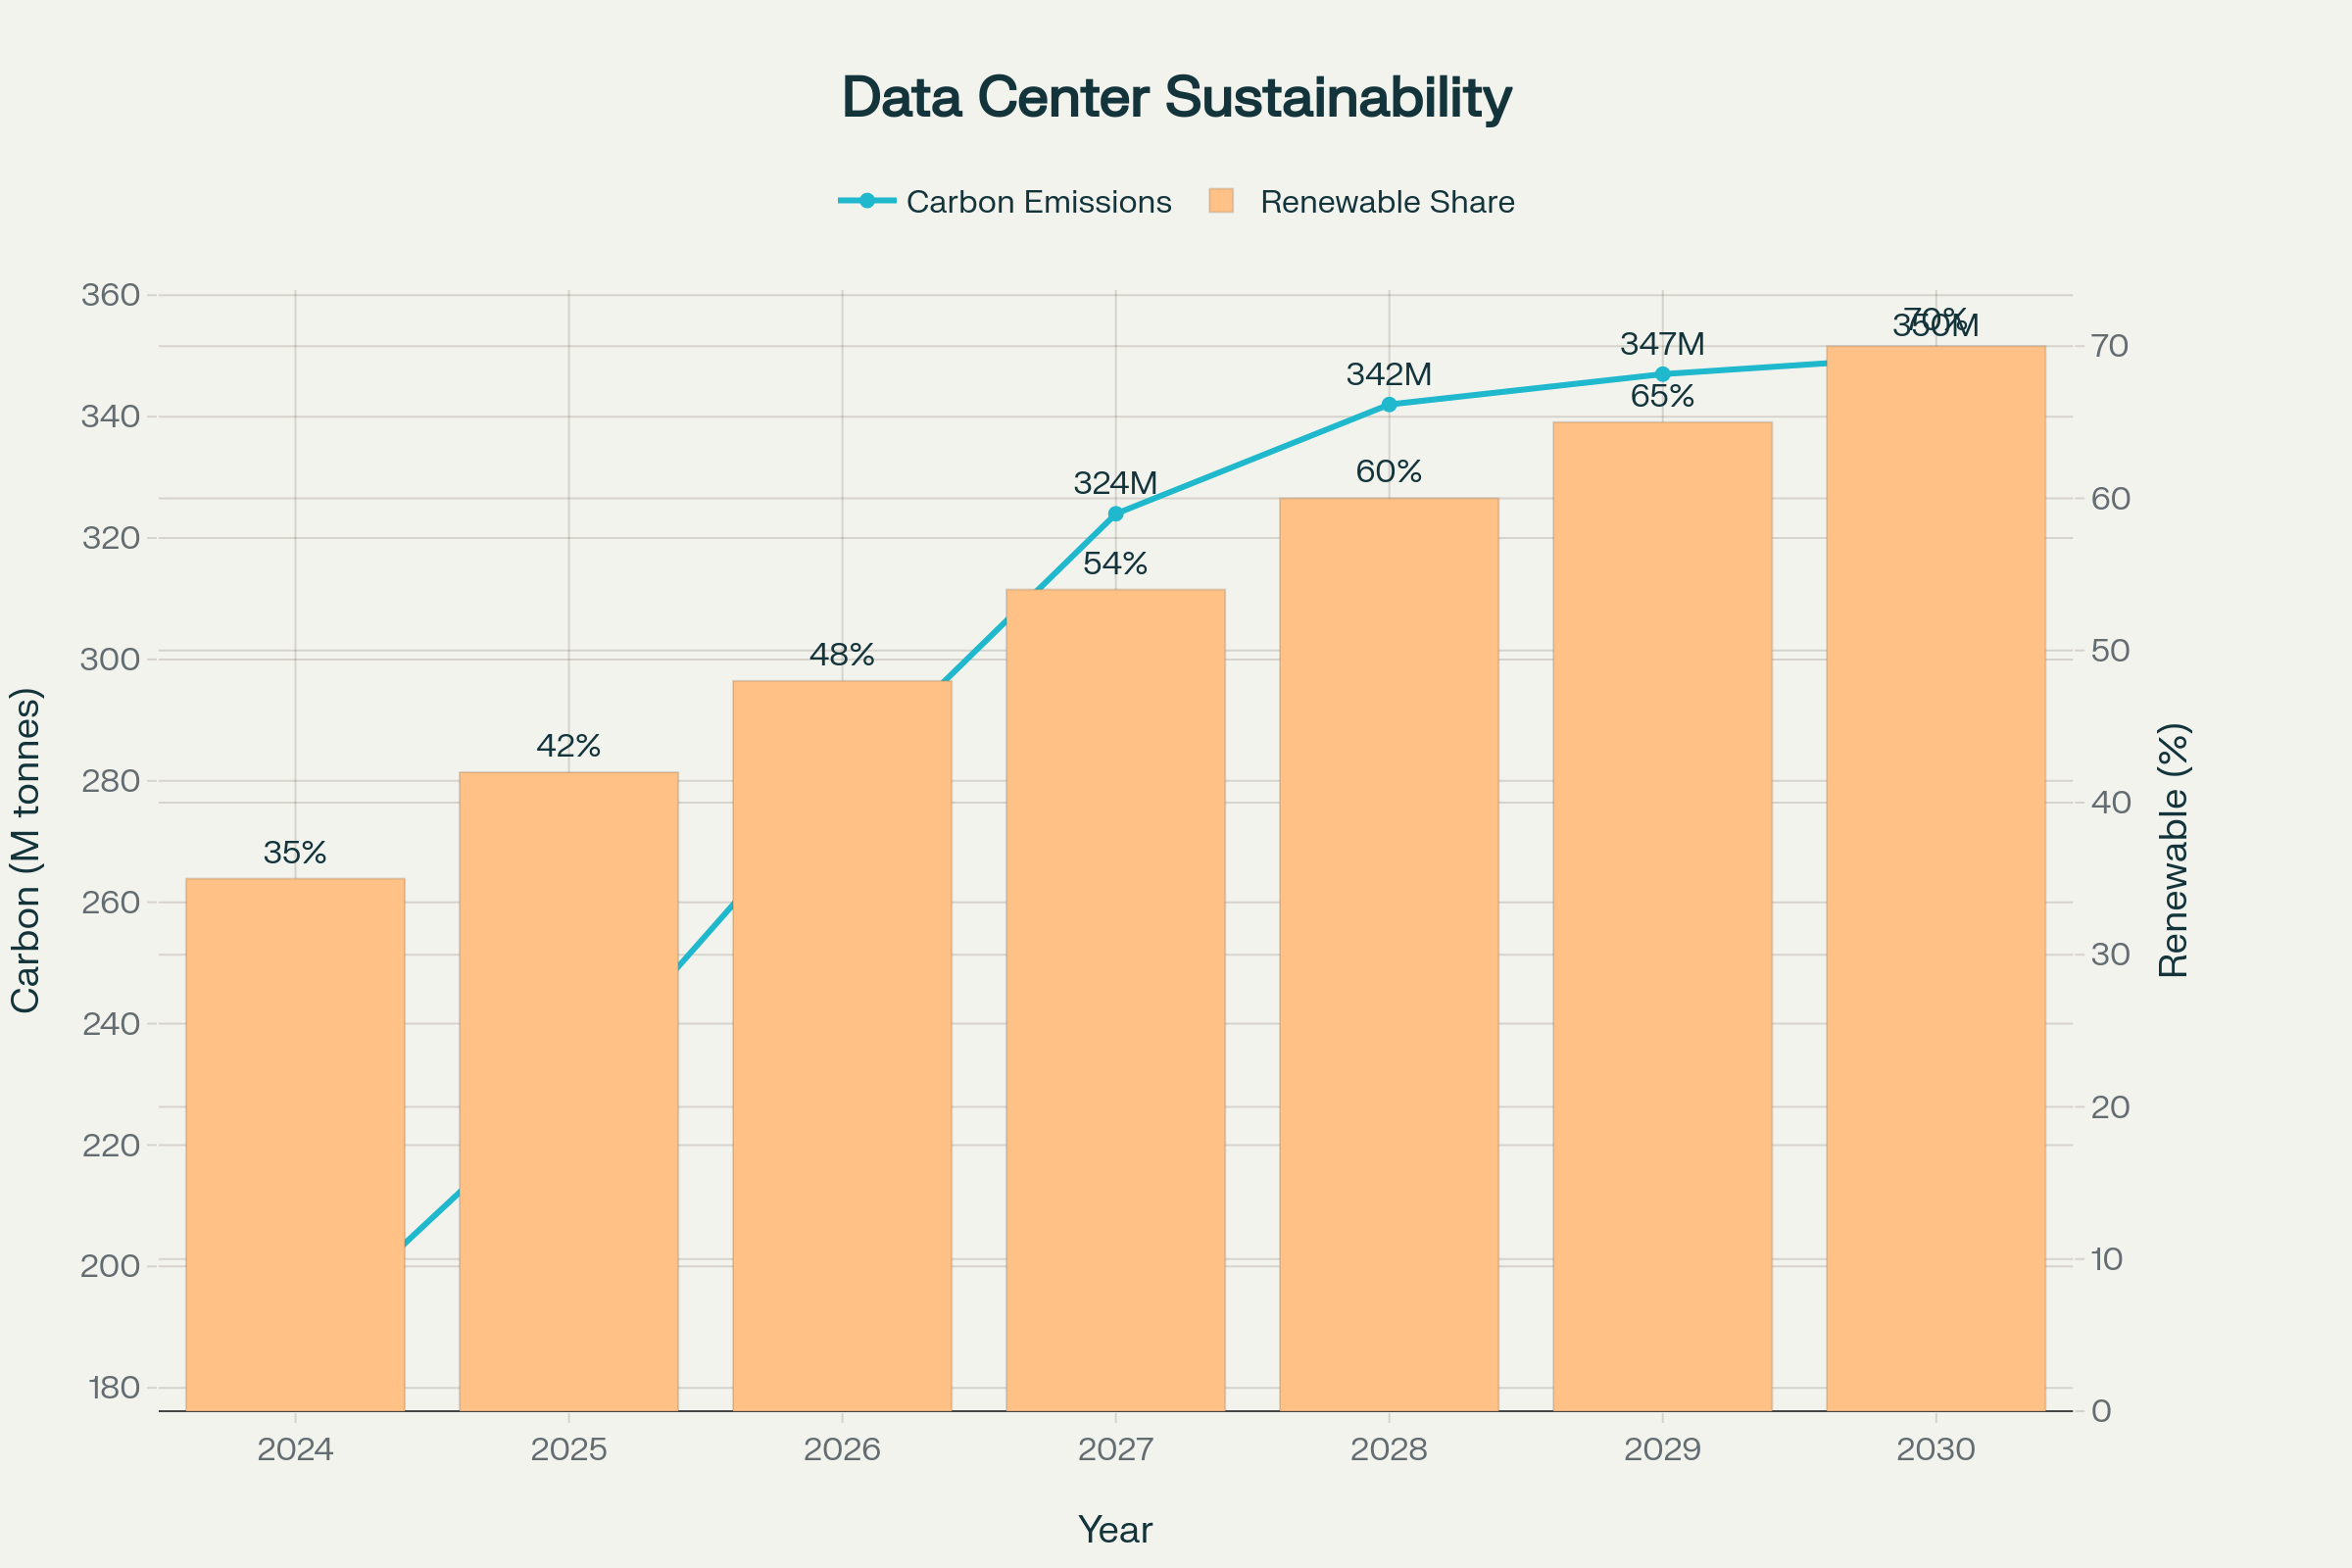 Data Center Sustainability
Carbon Emissions Renewable Share
Carbon (M tonnes)
360
340
320
300
280
260
240
220
200
180
35%
42%
48%
324M
54%
342M
60%
347M
65%
70%
350M
70
60
50
40
30
20
10
0
Renewable (%)
2024 2025 2026 2027 2028 2029 2030
Year